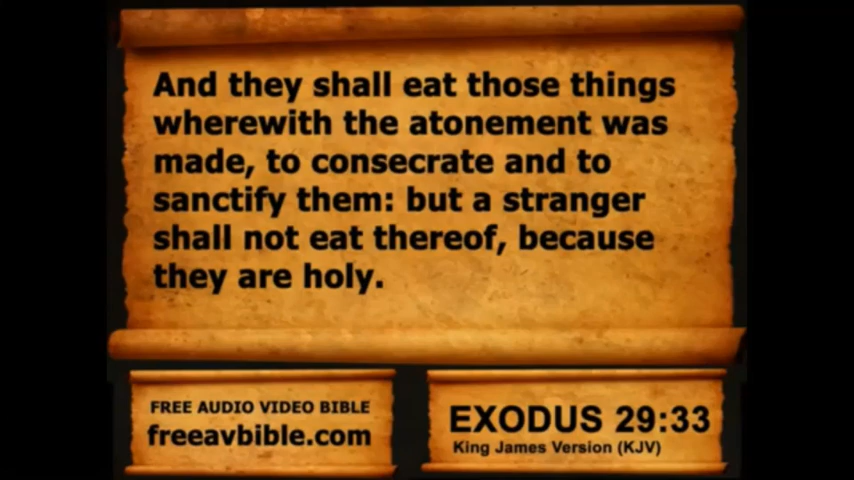 And they shall eat those things
wherewith the atonement was
made, to consecrate and to
sanctify them: but a stranger
shall not eat thereof, because
they are holy.
FREE AUDIO VIDEO BIBLE
freeavbible.com
EXODUS 29:33
King James Version (KJV)